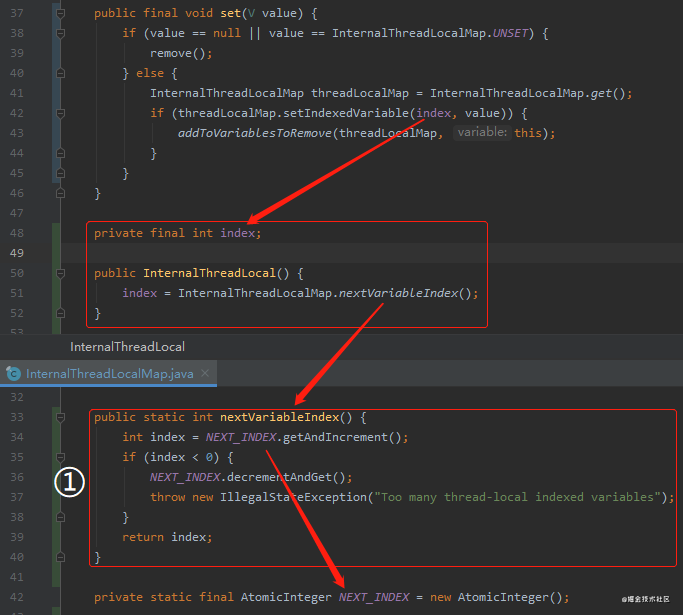 37 public final void set(V value) {
38 if (value == null || value == InternalThreadLocalMap.UNSET) {
39 remove();
40 } else {
41 InternalThreadLocalMap threadLocalMap = InternalThreadLocalMap.get();
42 if (threadLocalMap.setIndexedVariable(index, value)) {
43 addToVariablesToRemove(threadLocalMap, variable: this);
44 }
45 }
46 }
47
48 private final int index;
49
50 public InternalThreadLocal() {
51 index = InternalThreadLocalMap.nextVariableIndex();
52 }
53
InternalThreadLocal
C InternalThreadLocalMap.java ×
32
33 public static int nextVariableIndex() {
34 int index = NEXT_INDEX.getAndIncrement();
35 if (index < 0) {
36 NEXT_INDEX.decrementAndGet();
① 37 throw new IllegalStateException("Too many thread-local indexed variables");
38 }
39 return index;
40 }
41
42 private static final AtomicInteger NEXT_INDEX = new AtomicInteger();
@掘金技术社区